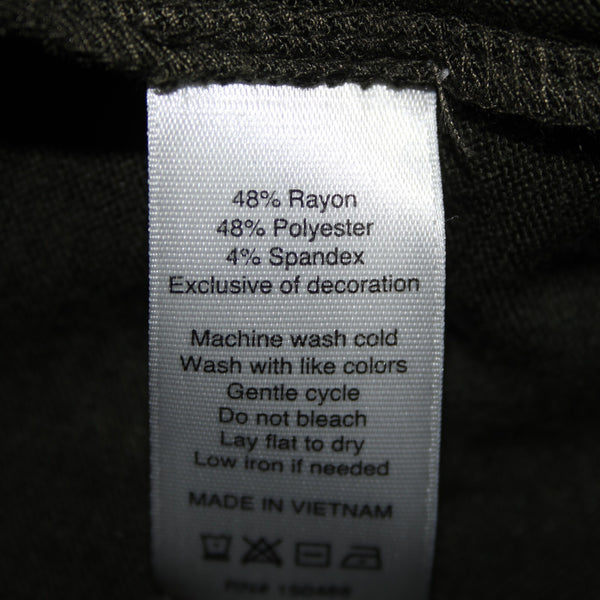 48% Rayon
48% Polyester
4% Spandex
Exclusive of decoration
Machine wash cold
Wash with like colors
Gentle cycle
Do not bleach
Lay flat to dry
Low iron if needed
MADE IN VIETNAM
RN#